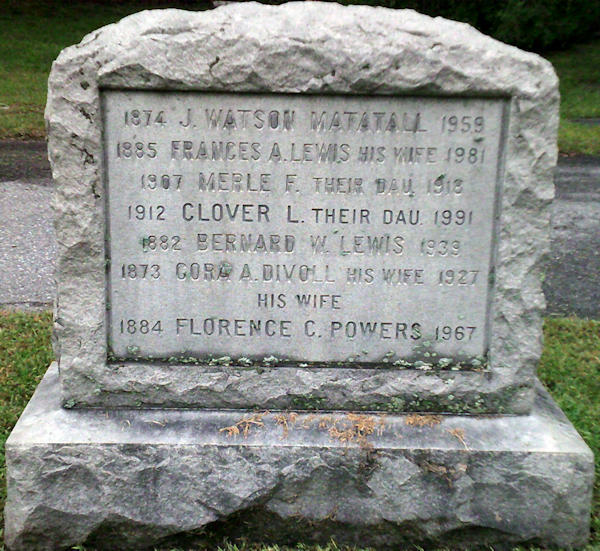 1874 J. WATSON MATATALL 1959
1885 FRANCES A. LEWIS HIS WIFE 1981
1907 MERLE F. THEIR DAU. 1918
1912 CLOVER L. THEIR DAU. 1991
1882 BERNARD W. LEWIS 1939
1873 CORA A. DIVOLL HIS WIFE 1927
HIS WIFE
1884 FLORENCE C. POWERS 1967